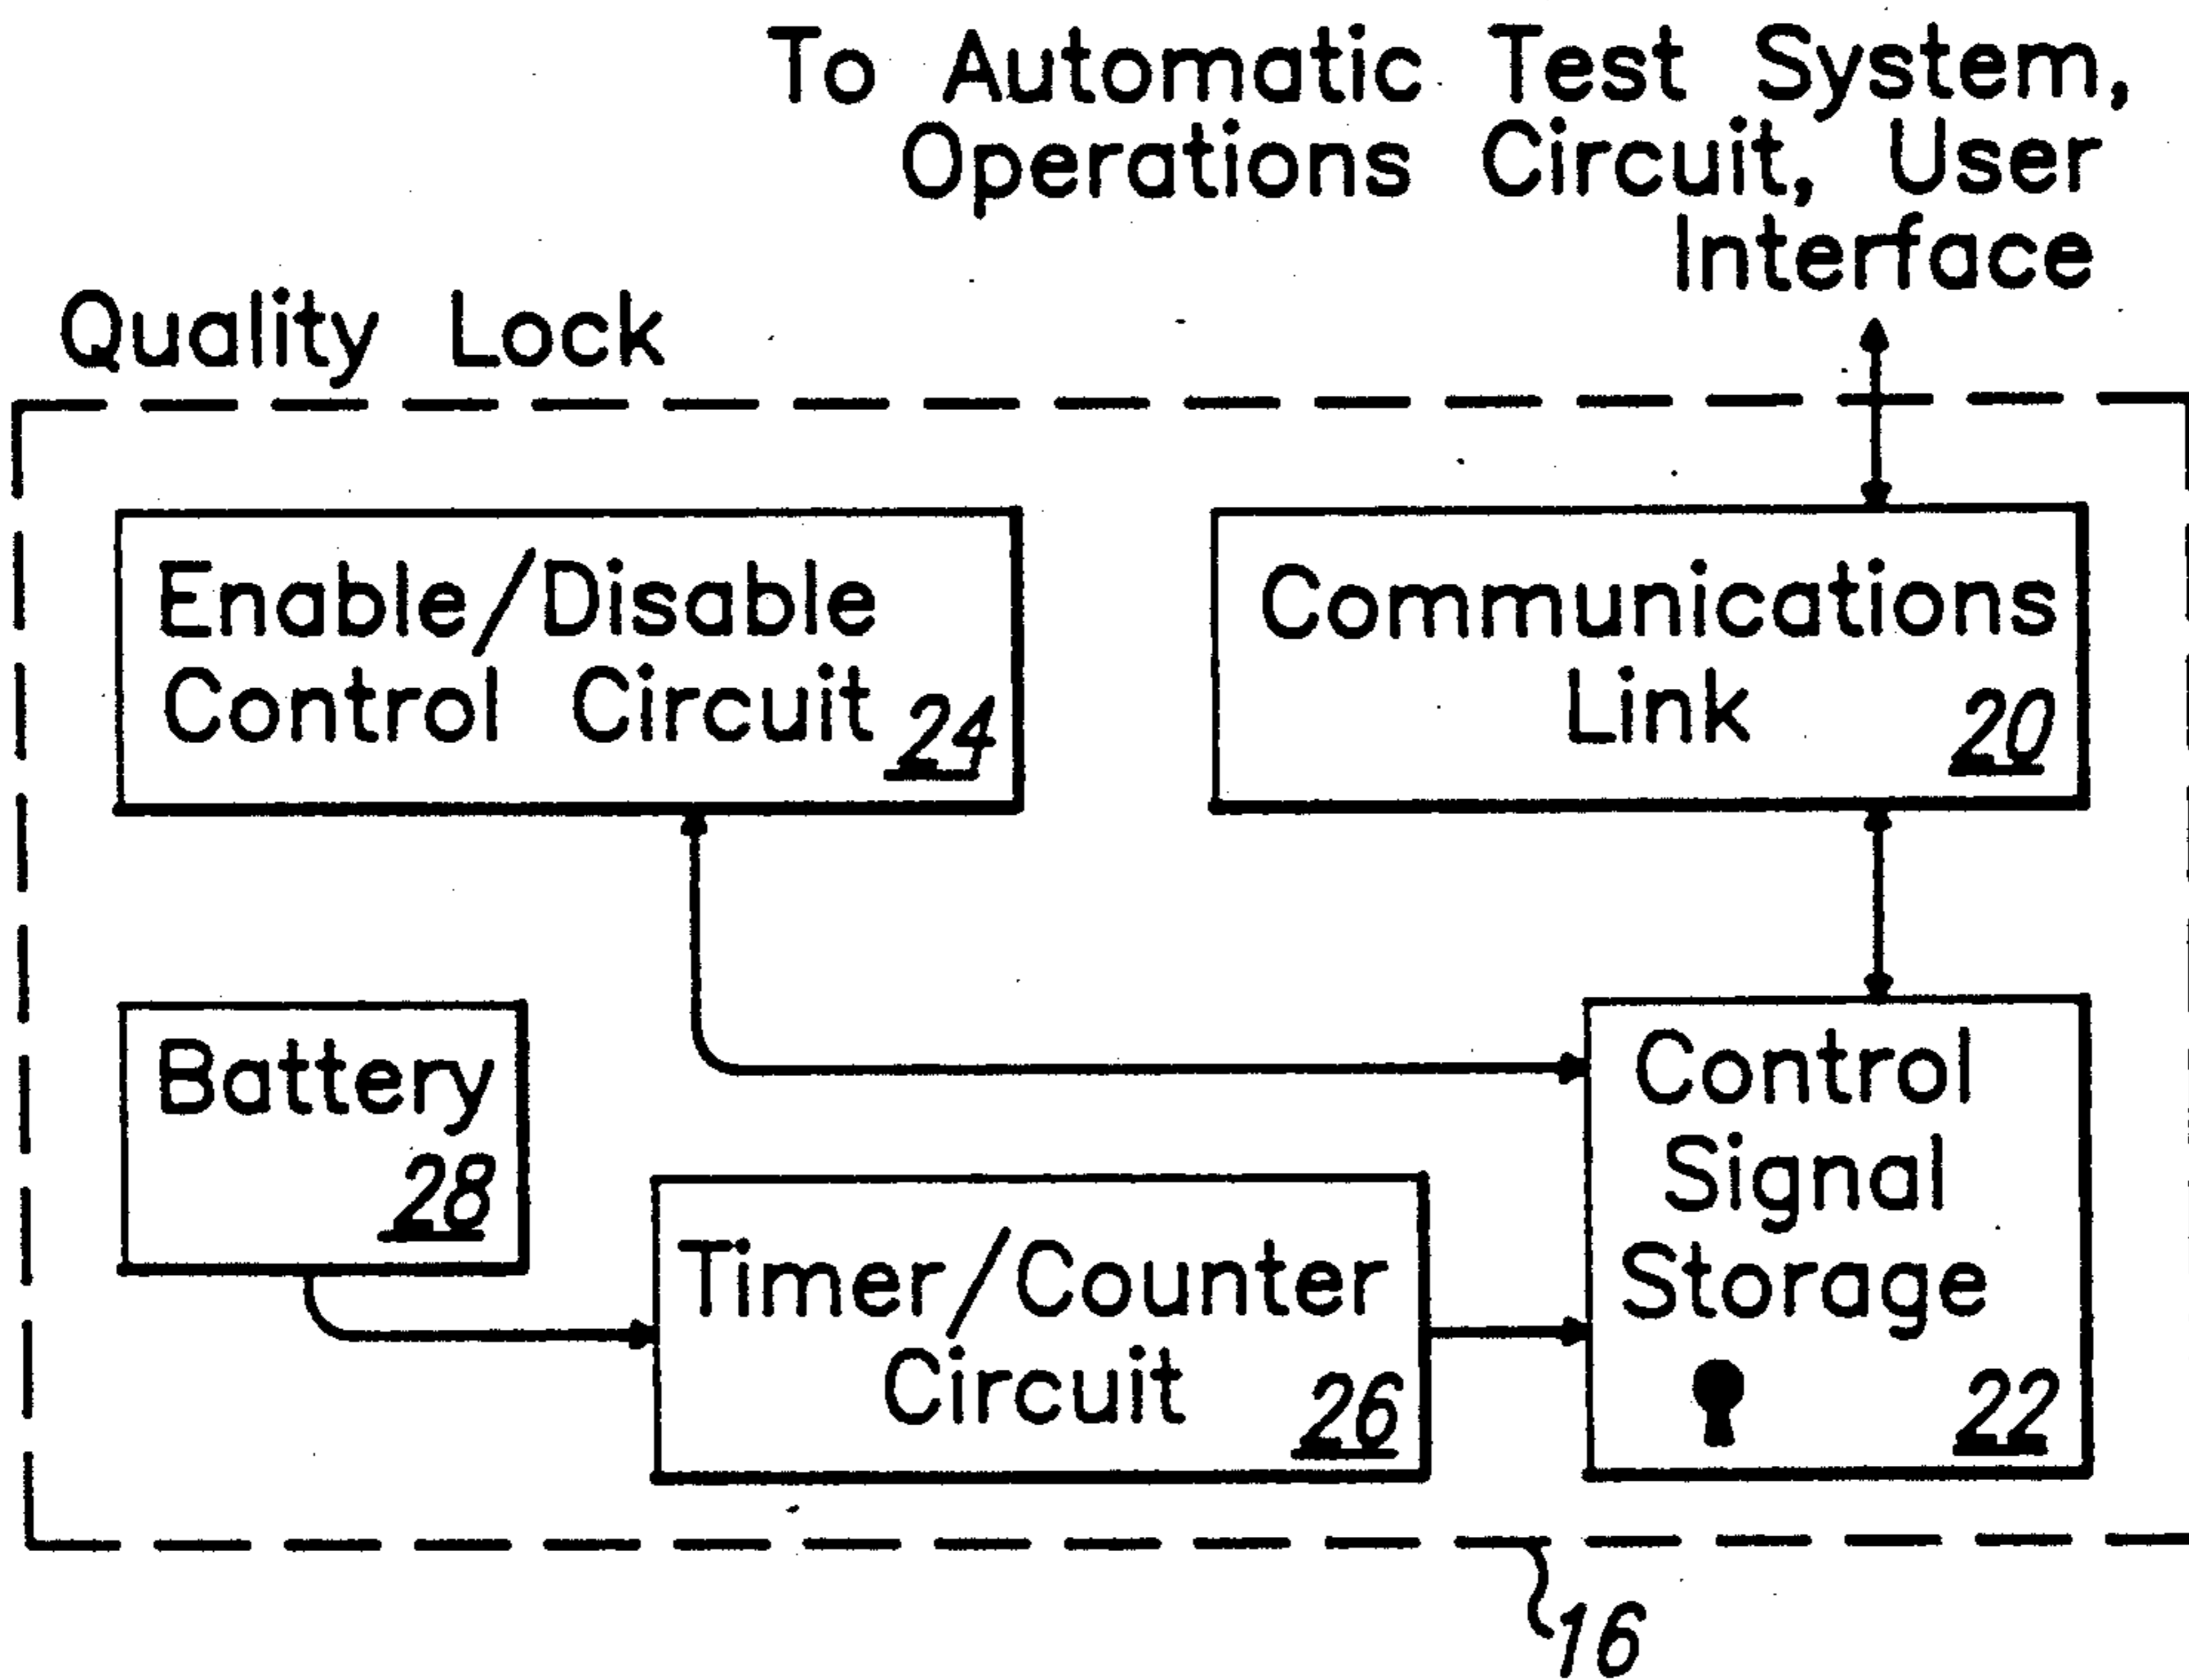 To Automatic Test System,
Operations Circuit, User
Interface
Quality Lock
Enable/Disable
Control Circuit 24
Communications
Link 20
Battery
28
Timer/Counter
Circuit 26
Control
Signal
Storage
22
16